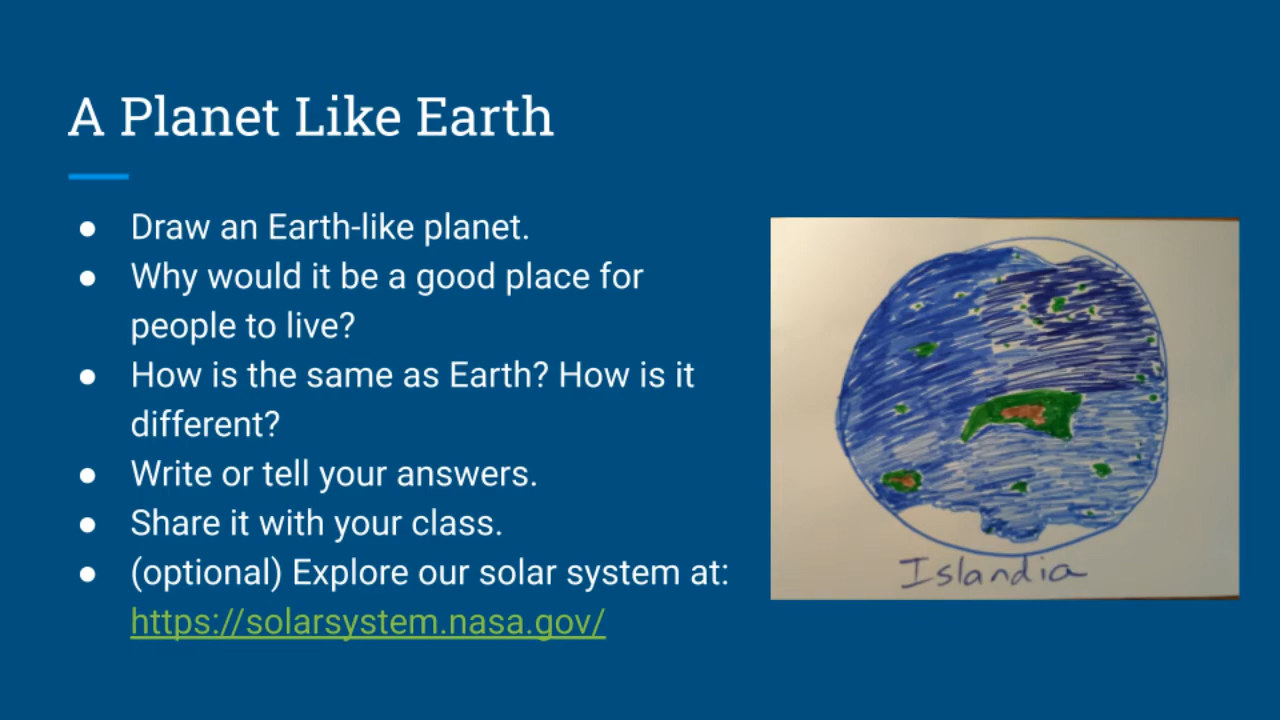 A Planet Like Earth
● Draw an Earth-like planet.
● Why would it be a good place for
people to live?
● How is the same as Earth? How is it
different?
● Write or tell your answers.
● Share it with your class.
● (optional) Explore our solar system at:
https://solarsystem.nasa.gov/
Islandia